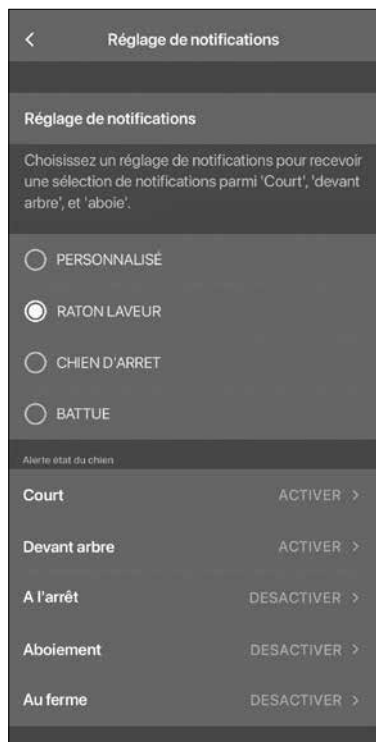 Réglage de notifications
Réglage de notifications
Choisissez un réglage de notifications pour recevoir
une sélection de notifications parmi 'Court', 'devant
arbre', et 'aboie'.
PERSONNALISÉ
RATON LAVEUR
CHIEN D'ARRET
BATTUE
Alerte état du chien
Court ACTIVER >
Devant arbre ACTIVER >
A l'arrêt DESACTIVER >
Aboiement DESACTIVER >
Au ferme DESACTIVER >